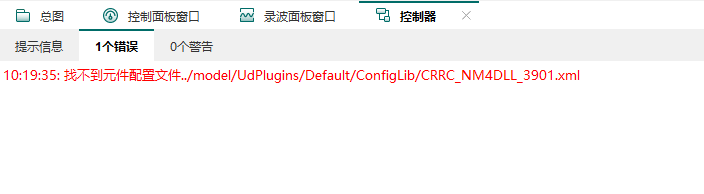 总图 控制面板窗口 录波面板窗口 控制器
提示信息 1个错误 0个警告
10:19:35: 找不到元件配置文件../model/UdPlugins/Default/ConfigLib/CRRC_NM4DLL_3901.xml